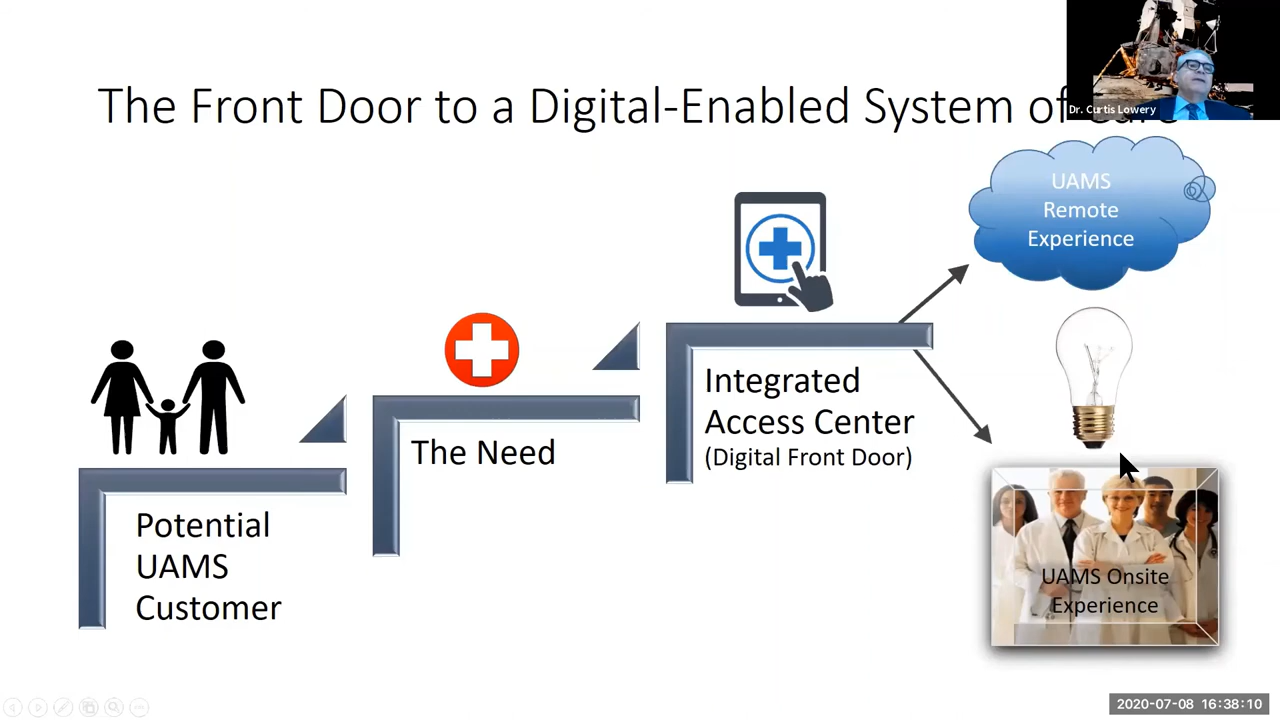 The Front Door to a Digital-Enabled System of
Dr. Curtis Lowery
UAMS
Remote
Experience
Integrated
Access Center
(Digital Front Door)
The Need
Potential
UAMS
Customer
UAMS Onsite
Experience
2020-07-08 16:38:10